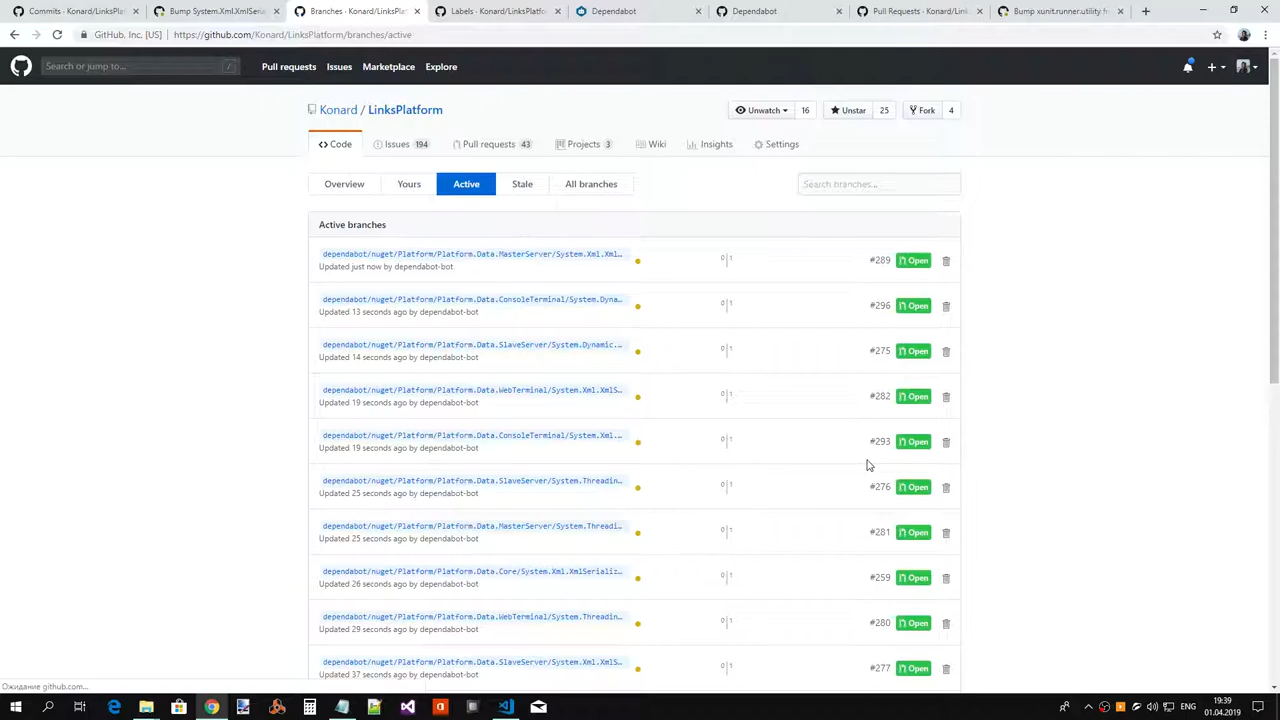 Commits · Konard/LinksPla
Bump System.Xml.XmlSeria
Branches · Konard/LinksPlatform
Labels · Konard/LinksPlatform
Dependabot
Dependabot
Pull Requests · Konard/Link
Bump xunit.runner.utility fr
GitHub, Inc. [US]
https://github.com/Konard/LinksPlatform/branches/active
Search or jump to...
/
Pull requests
Issues
Marketplace
Explore
Konard / LinksPlatform
Unwatch 16
Unstar 25
Fork 4
Code
Issues 194
Pull requests 43
Projects 3
Wiki
Insights
Settings
Overview
Yours
Active
Stale
All branches
Search branches...
Active branches
dependabot/nuget/Platform/Platform.Data.MasterServer/System.Xml.Xml...
0 | 1
#289 Open
Updated just now by dependabot-bot
dependabot/nuget/Platform/Platform.Data.ConsoleTerminal/System.Dyna...
0 | 1
#296 Open
Updated 13 seconds ago by dependabot-bot
dependabot/nuget/Platform/Platform.Data.SlaveServer/System.Dynamic....
0 | 1
#275 Open
Updated 14 seconds ago by dependabot-bot
dependabot/nuget/Platform/Platform.Data.WebTerminal/System.Xml.XmlS...
0 | 1
#282 Open
Updated 19 seconds ago by dependabot-bot
dependabot/nuget/Platform/Platform.Data.ConsoleTerminal/System.Xml....
0 | 1
#293 Open
Updated 19 seconds ago by dependabot-bot
dependabot/nuget/Platform/Platform.Data.SlaveServer/System.Threadin...
0 | 1
#276 Open
Updated 25 seconds ago by dependabot-bot
dependabot/nuget/Platform/Platform.Data.MasterServer/System.Threadi...
0 | 1
#281 Open
Updated 25 seconds ago by dependabot-bot
dependabot/nuget/Platform/Platform.Data.Core/System.Xml.XmlSerializ...
0 | 1
#259 Open
Updated 26 seconds ago by dependabot-bot
dependabot/nuget/Platform/Platform.Data.WebTerminal/System.Threadin...
0 | 1
#280 Open
Updated 29 seconds ago by dependabot-bot
dependabot/nuget/Platform/Platform.Data.SlaveServer/System.Xml.XmlS...
0 | 1
#277 Open
Updated 37 seconds ago by dependabot-bot
Ожидание github.com...
ENG
19:39
01.04.2019